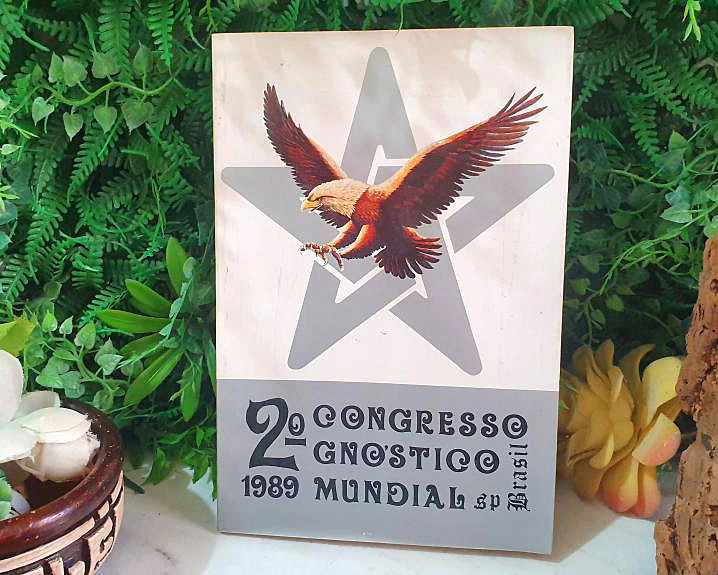 2º CONGRESSO
GNÓSTICO
1989 MUNDIAL SP Brasil